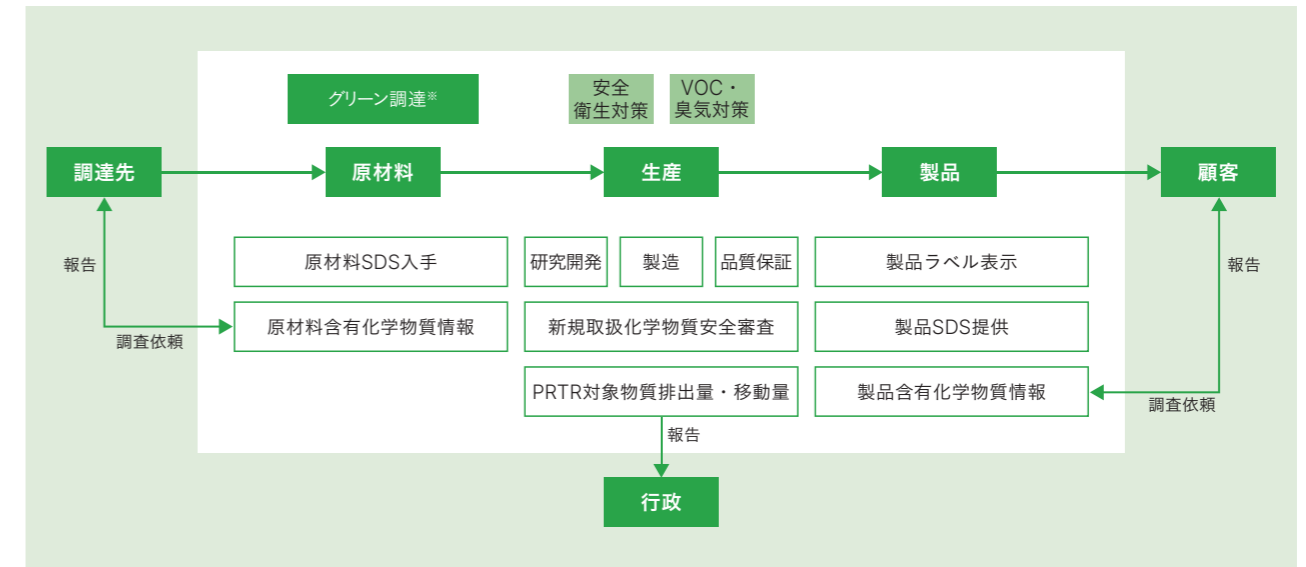 グリーン調達※
安全
衛生対策
VOC・
臭気対策
調達先
原材料
生産
製品
顧客
報告
調査依頼
原材料SDS入手
原材料含有化学物質情報
研究開発
製造
品質保証
新規取扱化学物質安全審査
PRTR対象物質排出量・移動量
製品ラベル表示
製品SDS提供
製品含有化学物質情報
報告
調査依頼
報告
行政